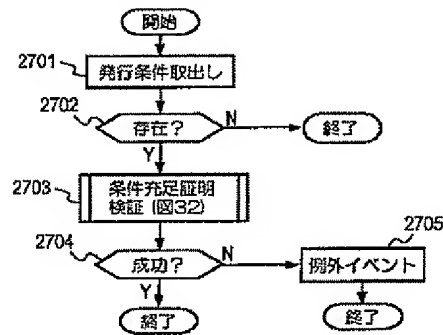 開始
2701
発行条件取出し
2702
存在?
N
終了
Y
2703
条件充足証明
検証 (図32)
2704
2705
成功?
N
例外イベント
Y
終了
終了